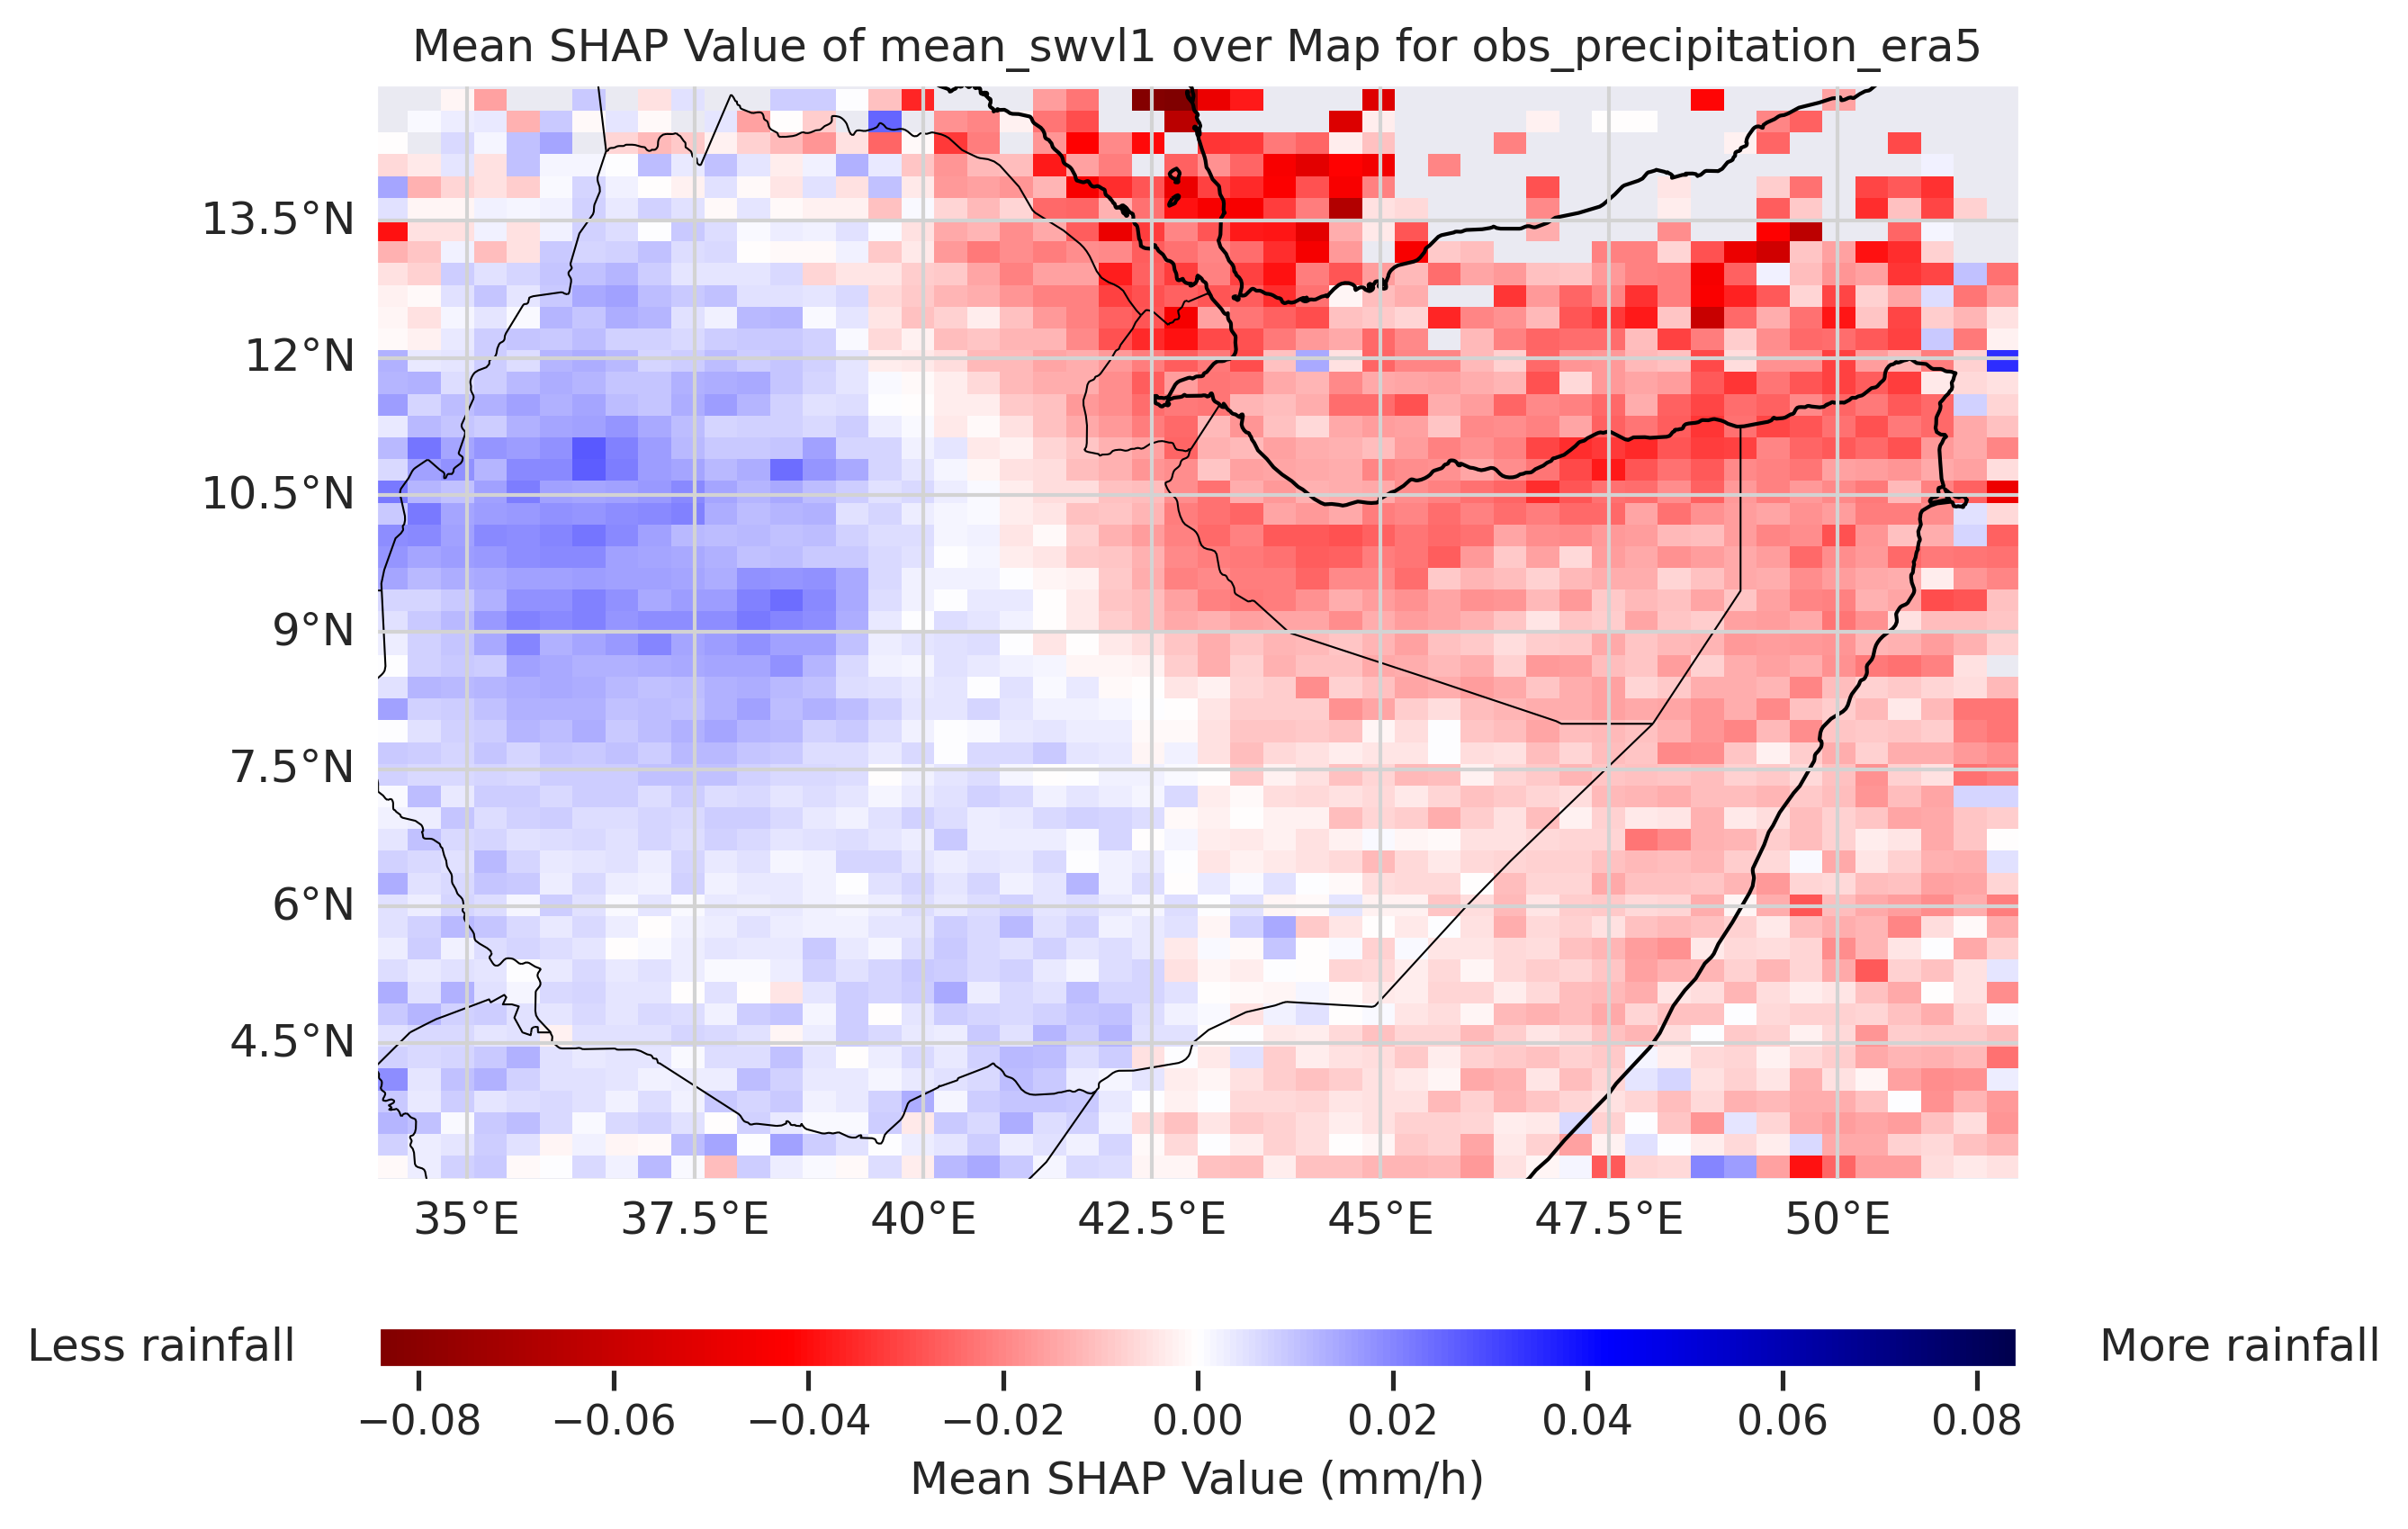 Mean SHAP Value of mean_swvl1 over Map for obs_precipitation_era5
13.5°N
12°N
10.5°N
9°N
7.5°N
6°N
4.5°N
35°E 37.5°E 40°E 42.5°E 45°E 47.5°E 50°E
Less rainfall More rainfall
−0.08 −0.06 −0.04 −0.02 0.00 0.02 0.04 0.06 0.08
Mean SHAP Value (mm/h)